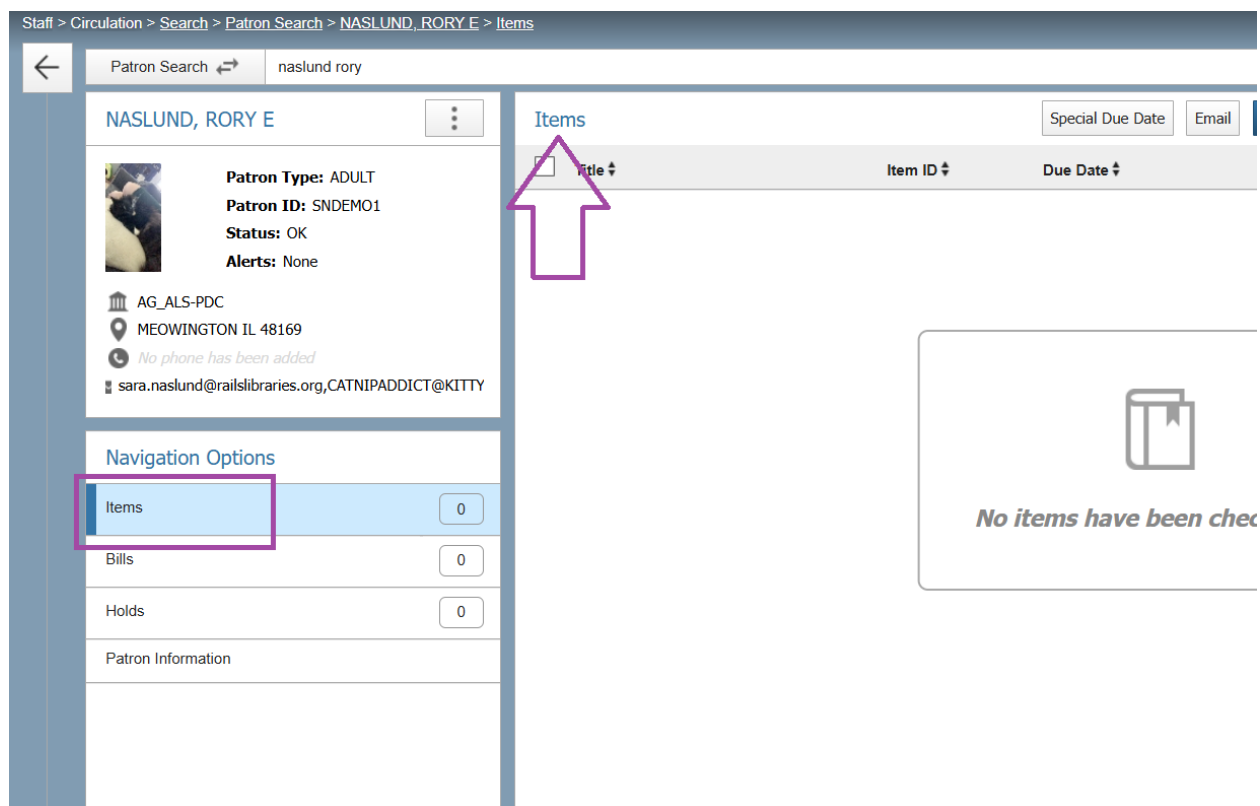 Staff > Circulation > Search > Patron Search > NASLUND, RORY E > Items
Patron Search naslund rory
NASLUND, RORY E
Patron Type: ADULT
Patron ID: SNDEMO1
Status: OK
Alerts: None
AG_ALS-PDC
MEOWINGTON IL 48169
No phone has been added
sara.naslund@railslibraries.org,CATNIPADDICT@KITTY
Navigation Options
Items 0
Bills 0
Holds 0
Patron Information
Items Special Due Date Email
Title Item ID Due Date
No items have been chec